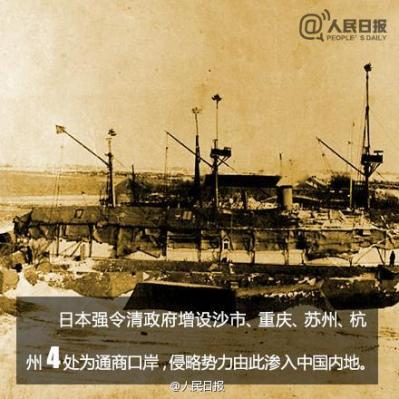 @人民日报
PEOPLE'S DAILY
日本强令清政府增设沙市、重庆、苏州、杭
州4处为通商口岸,侵略势力由此渗入中国内地。
@人民日报